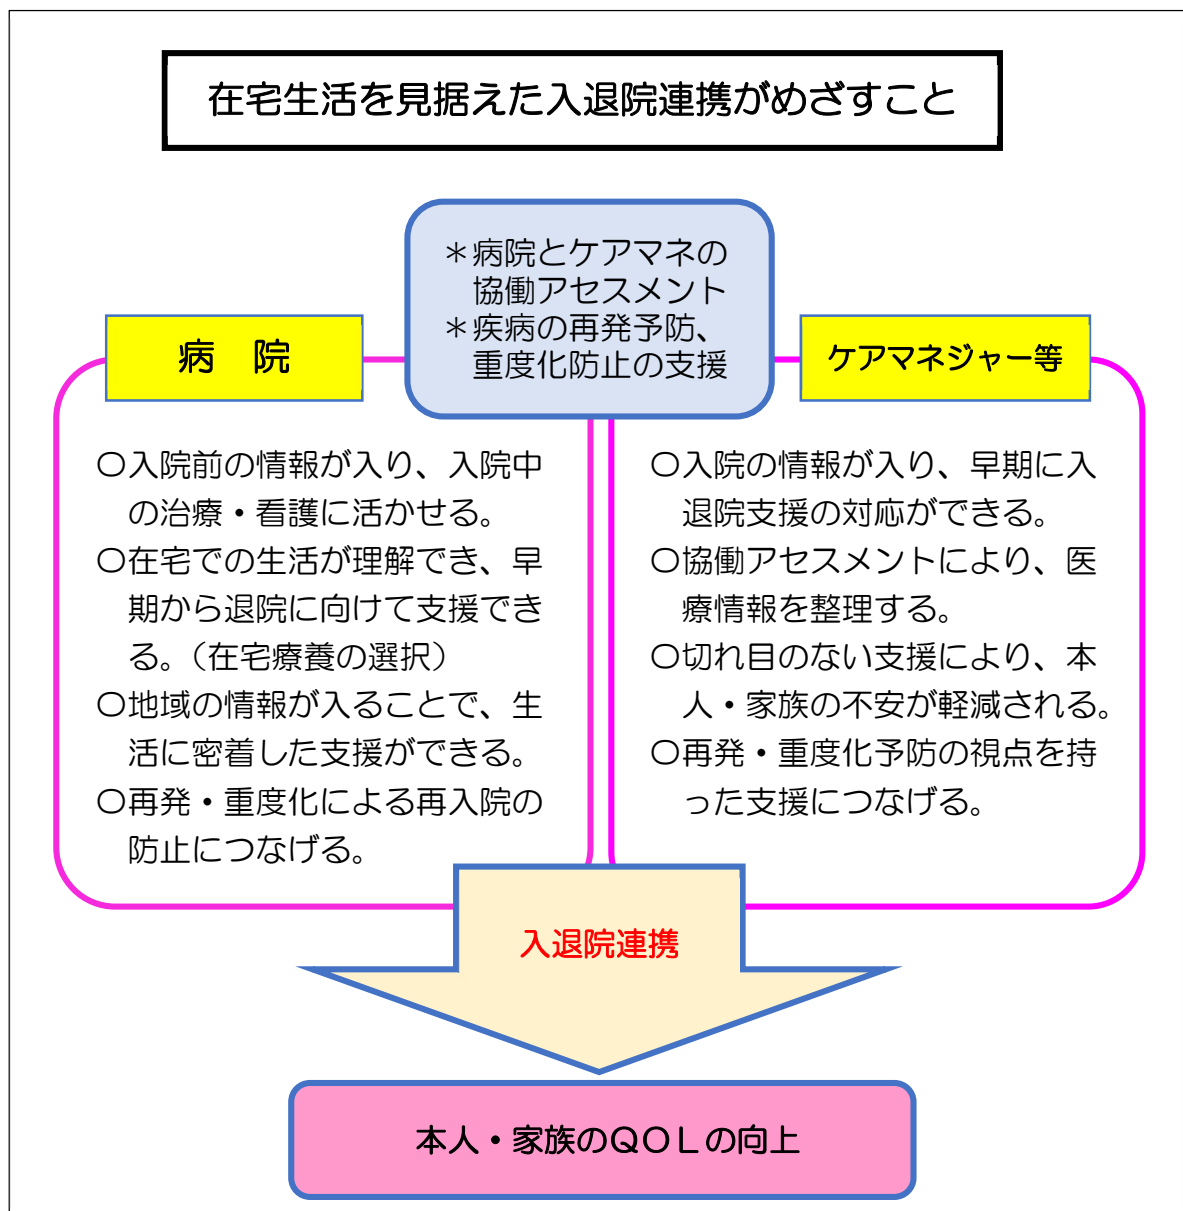 在宅生活を見据えた入退院連携がめざすこと
＊病院とケアマネの
協働アセスメント
＊疾病の再発予防、
重度化防止の支援
病　院
〇入院前の情報が入り、入院中
の治療・看護に活かせる。
〇在宅での生活が理解でき、早
期から退院に向けて支援でき
る。（在宅療養の選択）
〇地域の情報が入ることで、生
活に密着した支援ができる。
〇再発・重度化による再入院の
防止につなげる。
ケアマネジャー等
〇入院の情報が入り、早期に入
退院支援の対応ができる。
〇協働アセスメントにより、医
療情報を整理する。
〇切れ目のない支援により、本
人・家族の不安が軽減される。
〇再発・重度化予防の視点を持
った支援につなげる。
入退院連携
本人・家族のＱＯＬの向上